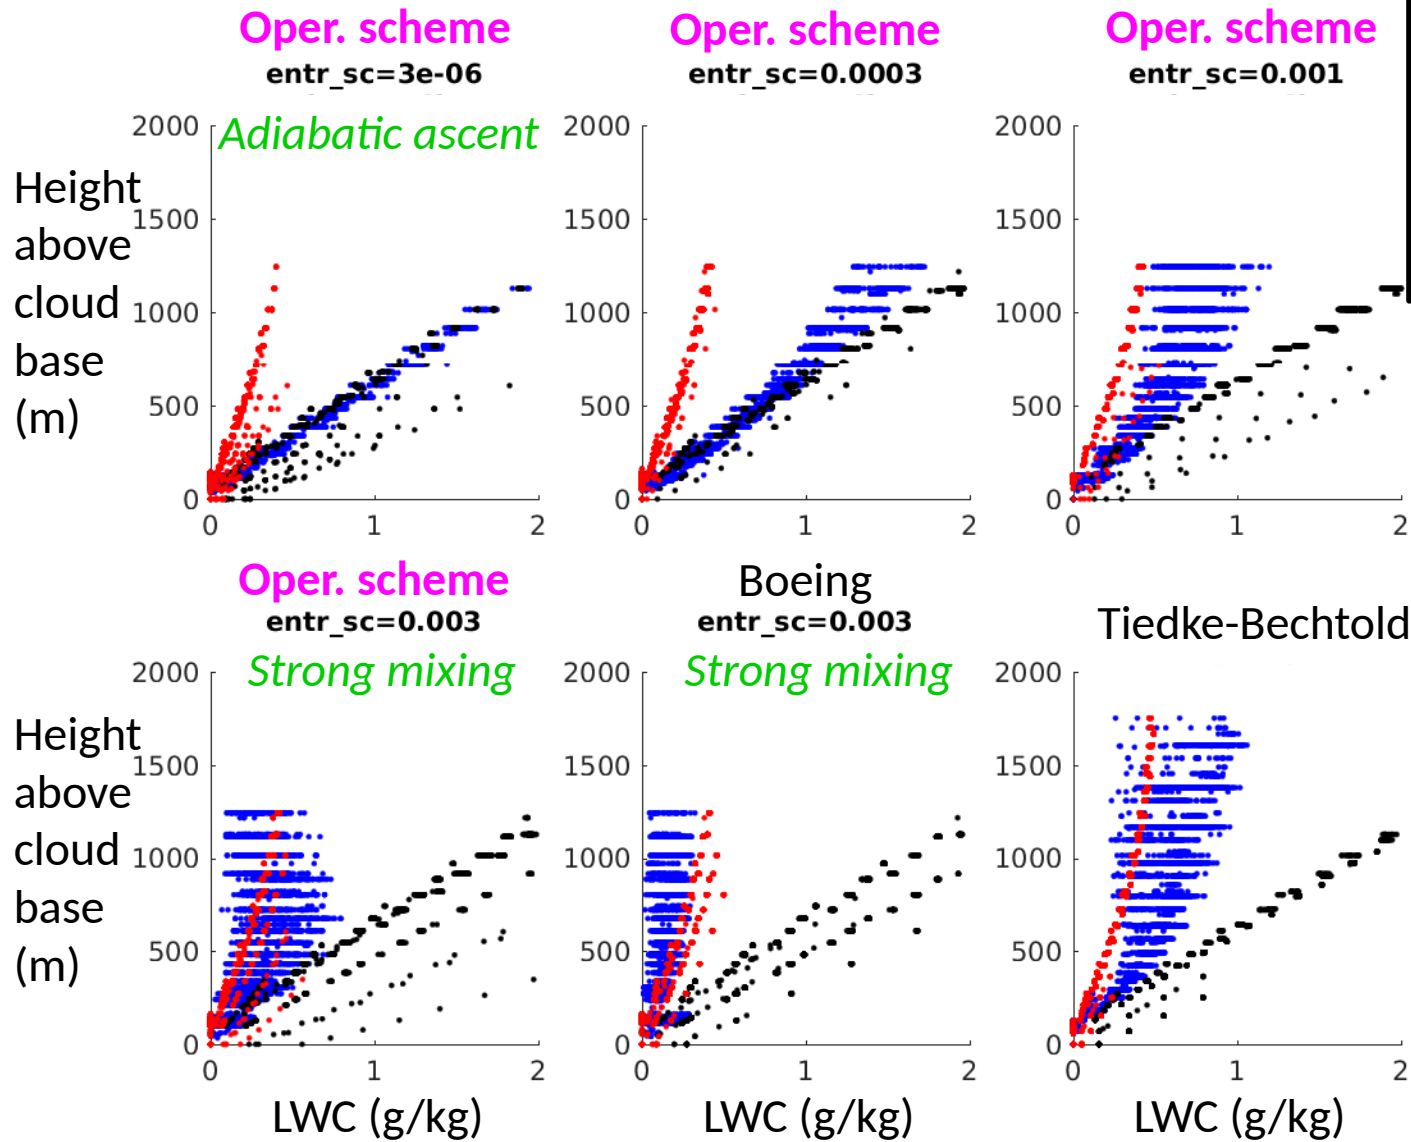 Oper. scheme Oper. scheme Oper. scheme
entr_sc=3e-06 entr_sc=0.0003 entr_sc=0.001
Adiabatic ascent
Height
above
cloud
base
(m)
2000
1500
1000
500
0
0 1 2
2000
1500
1000
500
0
0 1 2
2000
1500
1000
500
0
0 1 2
Oper. scheme Boeing
entr_sc=0.003 entr_sc=0.003 Tiedke-Bechtold
Strong mixing Strong mixing
Height
above
cloud
base
(m)
2000
1500
1000
500
0
0 1 2
2000
1500
1000
500
0
0 1 2
2000
1500
1000
500
0
0 1 2
LWC (g/kg) LWC (g/kg) LWC (g/kg)